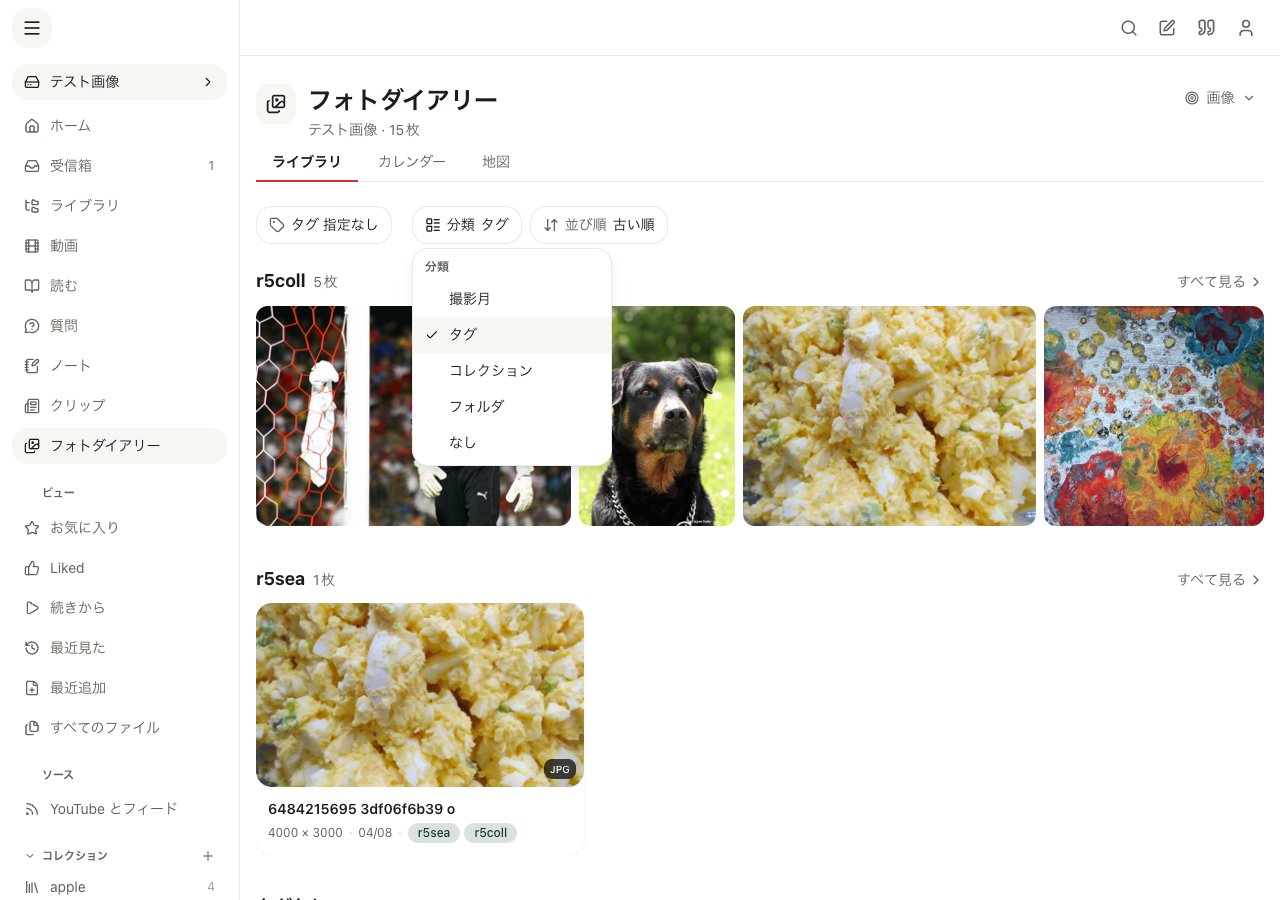 テスト画像
ホーム
受信箱 1
ライブラリ
動画
読む
質問
ノート
クリップ
フォトダイアリー
ビュー
お気に入り
Liked
続きから
最近見た
最近追加
すべてのファイル
ソース
YouTube とフィード
コレクション
apple 4
フォトダイアリー
テスト画像 · 15枚
画像
ライブラリ カレンダー 地図
タグ 指定なし 分類 タグ 並び順 古い順
分類
撮影月
タグ
コレクション
フォルダ
なし
r5coll 5枚 すべて見る
r5sea 1枚 すべて見る
JPG
6484215695 3df06f6b39 o
4000 × 3000 · 04/08 · r5sea r5coll